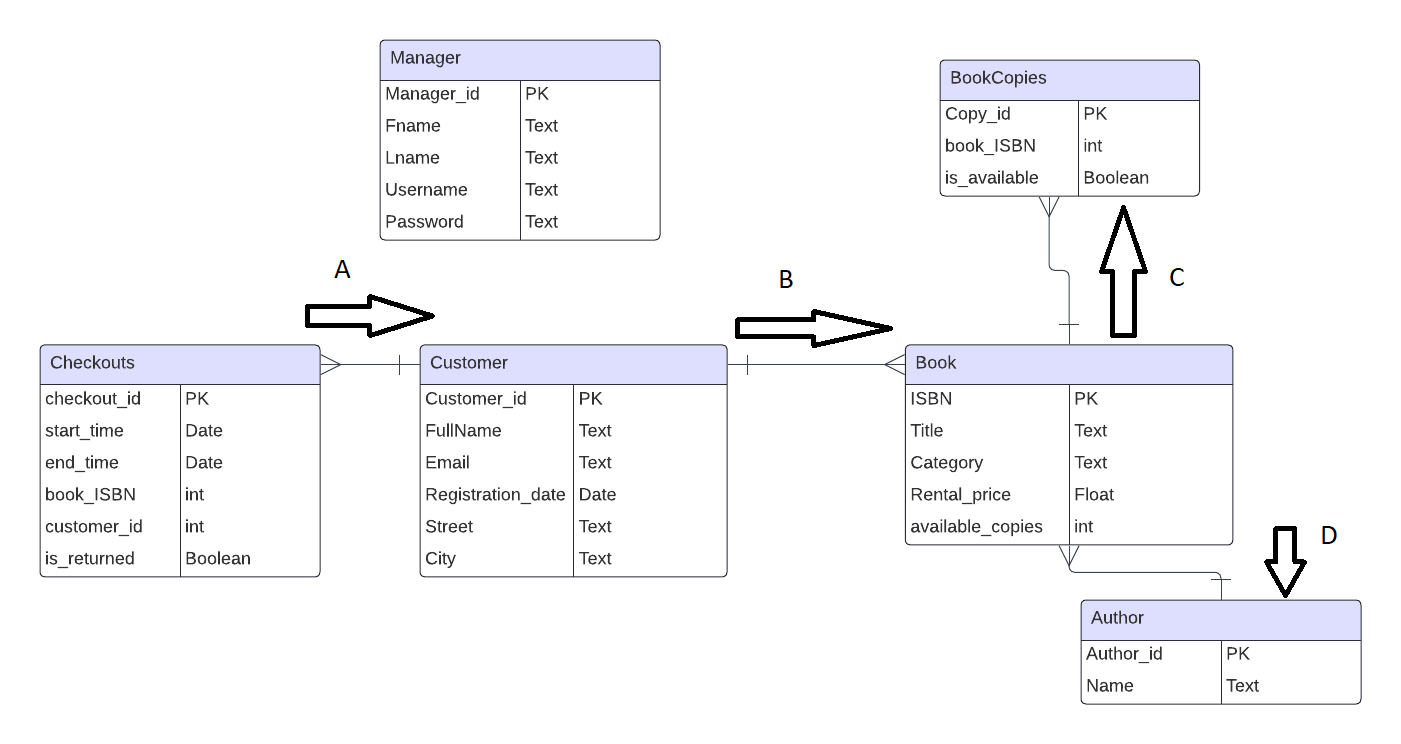 Manager
Manager_id PK
Fname Text
Lname Text
Username Text
Password Text
BookCopies
Copy_id PK
book_ISBN int
is_available Boolean
A
B
C
Checkouts
checkout_id PK
start_time Date
end_time Date
book_ISBN int
customer_id int
is_returned Boolean
Customer
Customer_id PK
FullName Text
Email Text
Registration_date Date
Street Text
City Text
Book
ISBN PK
Title Text
Category Text
Rental_price Float
available_copies int
D
Author
Author_id PK
Name Text